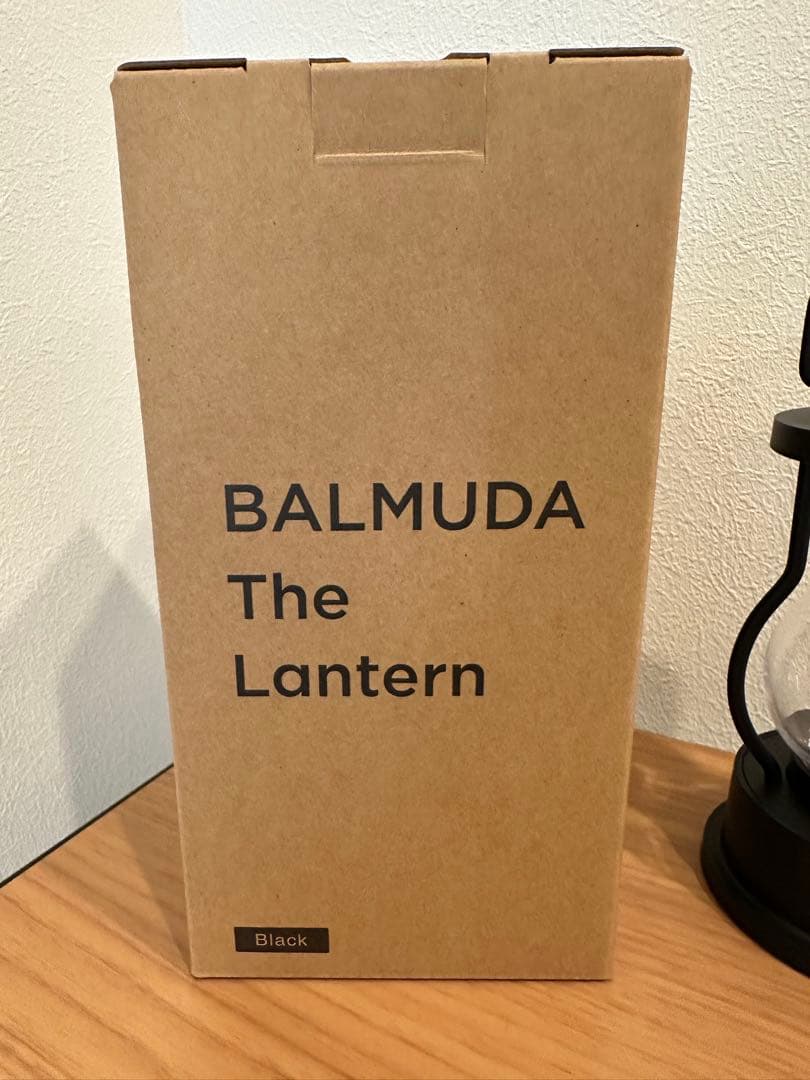 BALMUDA
The
Lantern
Black